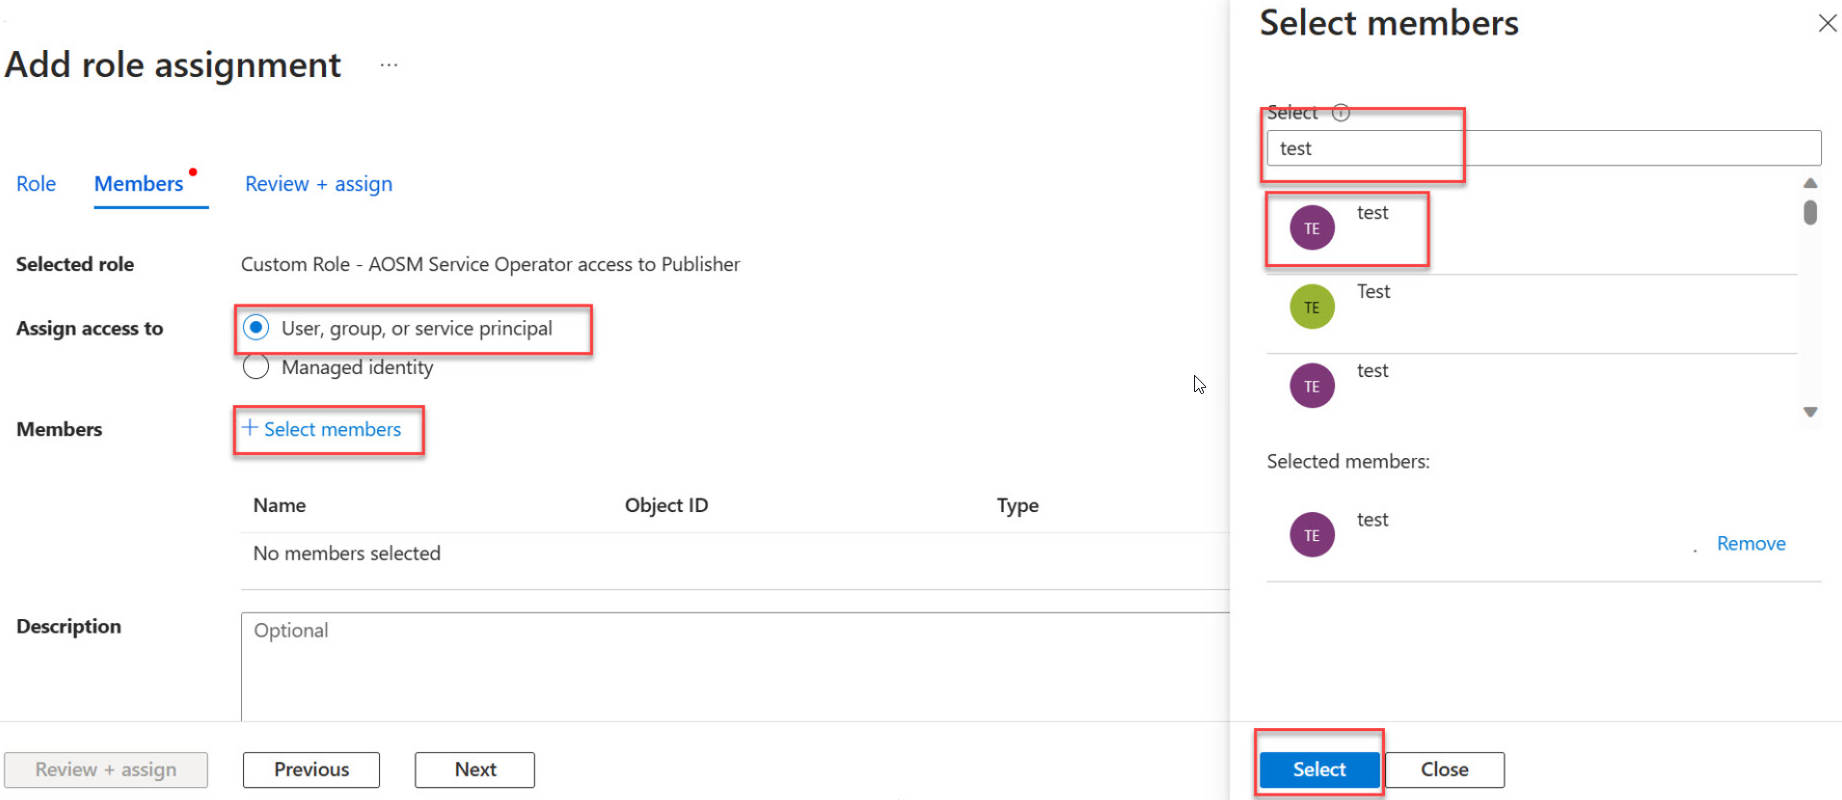 Add role assignment ...
Role Members Review + assign
Selected role Custom Role - AOSM Service Operator access to Publisher
Assign access to User, group, or service principal
Managed identity
Members + Select members
Name Object ID Type
No members selected
Description Optional
Review + assign Previous Next
Select members
Select
test
TE test
TE Test
TE test
Selected members:
TE test
Remove
Select Close